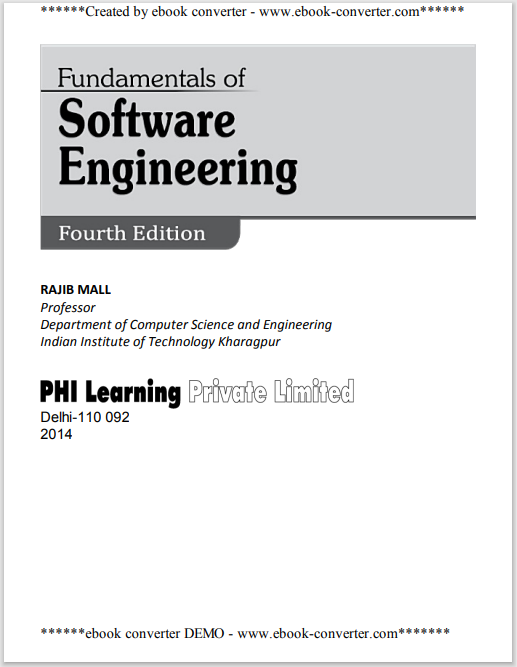 ******Created by ebook converter - www.ebook-converter.com******
Fundamentals of
Software
Engineering
Fourth Edition
RAJIB MALL
Professor
Department of Computer Science and Engineering
Indian Institute of Technology Kharagpur
PHI Learning Private Limited
Delhi-110 092
2014
******ebook converter DEMO - www.ebook-converter.com*******